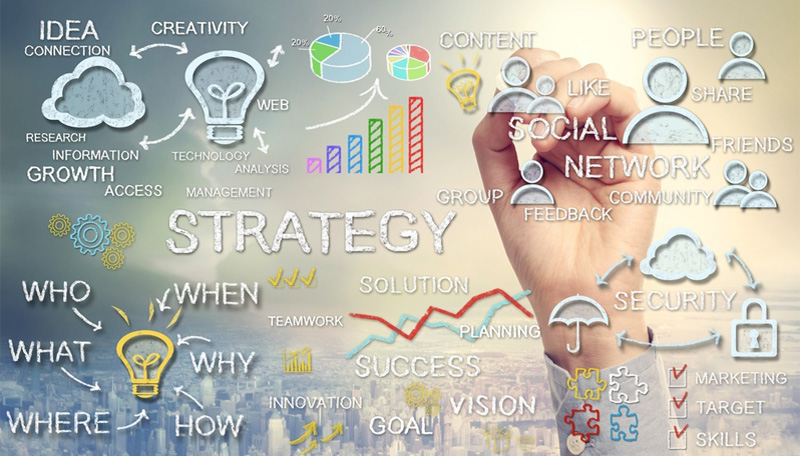 IDEA
CONNECTION
CREATIVITY
WEB
RESEARCH
INFORMATION
GROWTH
ACCESS
TECHNOLOGY
ANALYSIS
MANAGEMENT
20%
20%
60%
CONTENT
PEOPLE
LIKE
SHARE
SOCIAL
NETWORK
FRIENDS
GROUP
COMMUNITY
FEEDBACK
STRATEGY
WHO
WHEN
WHAT
WHY
WHERE
HOW
SOLUTION
TEAMWORK
PLANNING
SUCCESS
INNOVATION
GOAL
VISION
SECURITY
MARKETING
TARGET
SKILLS